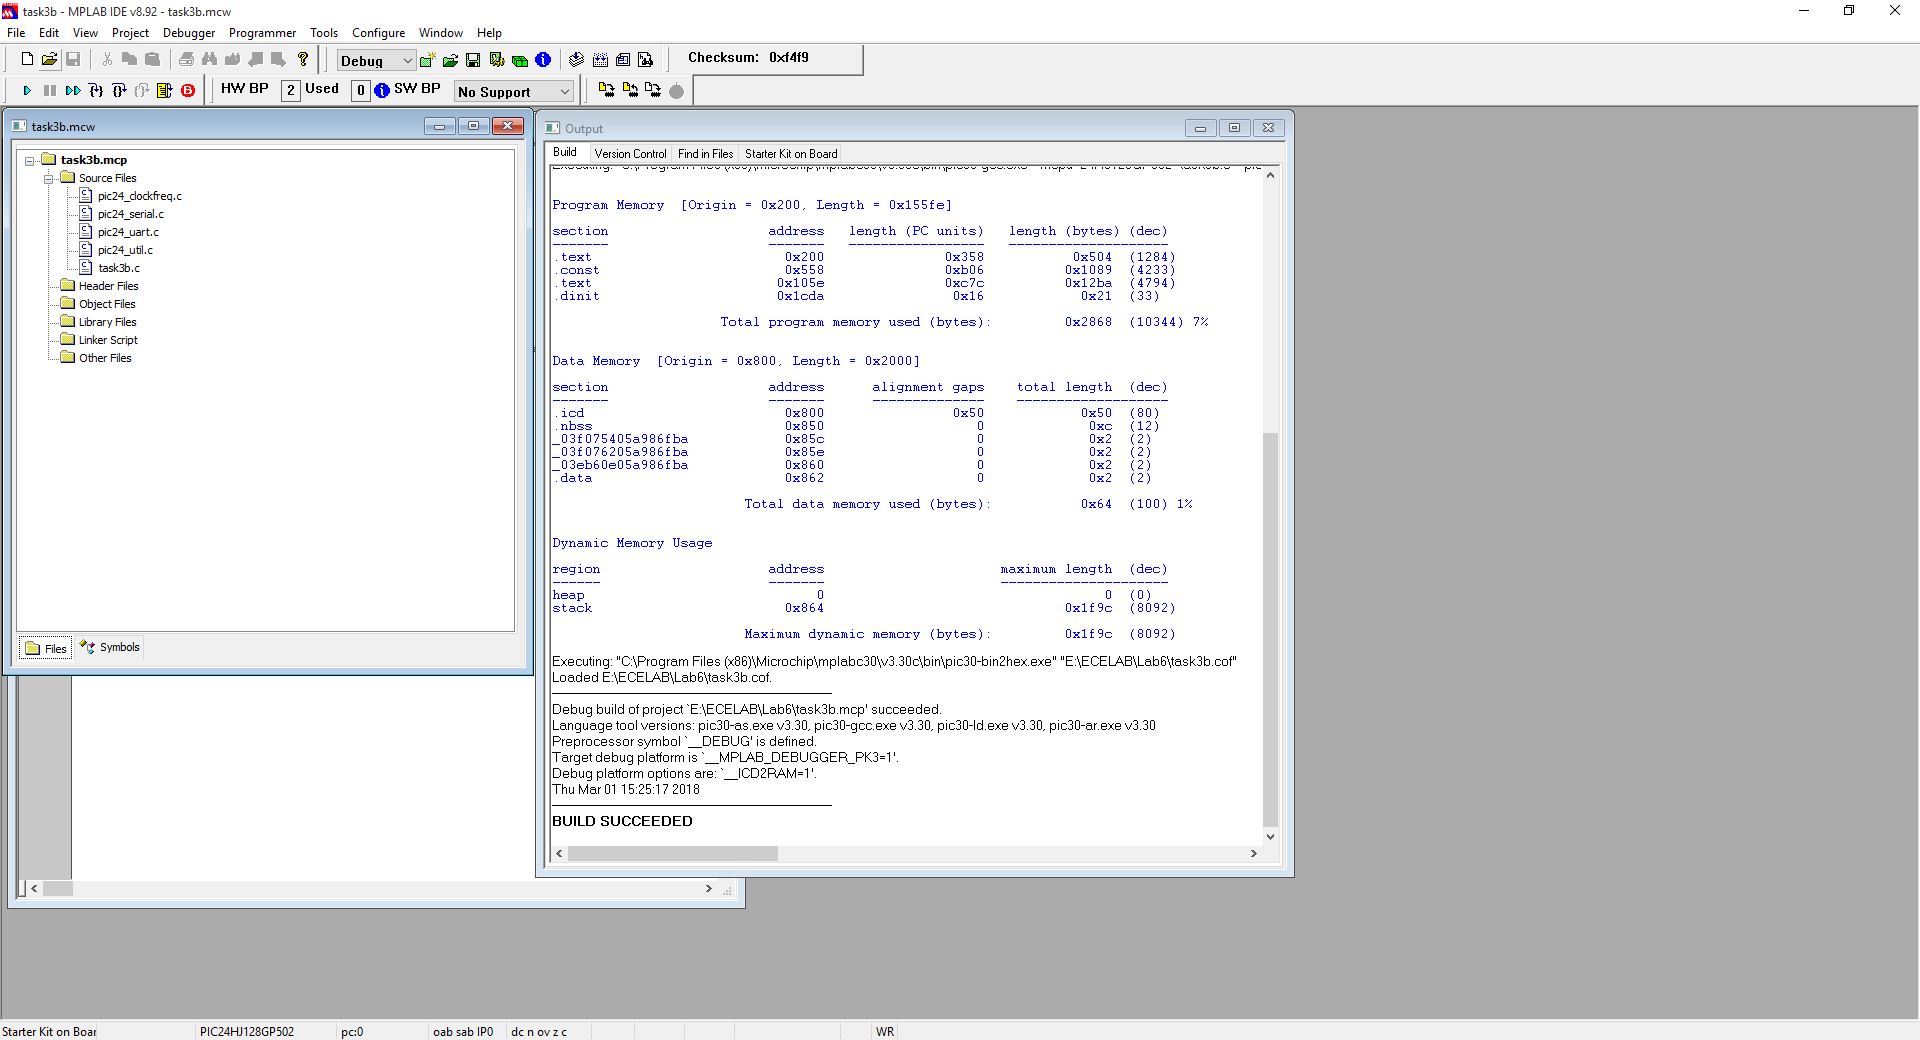 task3b - MPLAB IDE v8.92 - task3b.mcw
File Edit View Project Debugger Programmer Tools Configure Window Help
Debug Checksum: 0xf4f9
HW BP 2 Used 0 SW BP No Support
task3b.mcw
task3b.mcp
Source Files
pic24_clockfreq.c
pic24_serial.c
pic24_uart.c
pic24_util.c
task3b.c
Header Files
Object Files
Library Files
Linker Script
Other Files
Files Symbols
Output
Build Version Control Find in Files Starter Kit on Board
Program Memory [Origin = 0x200, Length = 0x155fe]
section address length (PC units) length (bytes) (dec)
------- ------- ----------------- --------------------
.text 0x200 0x358 0x504 (1284)
.const 0x558 0xb06 0x1089 (4233)
.text 0x105e 0xc7c 0x12ba (4794)
.dinit 0x1cda 0x16 0x21 (33)
Total program memory used (bytes): 0x2868 (10344) 7%
Data Memory [Origin = 0x800, Length = 0x2000]
section address alignment gaps total length (dec)
------- ------- -------------- -------------------
.icd 0x800 0x50 0x50 (80)
.nbss 0x850 0 0xc (12)
_03f075405a986fba 0x85c 0 0x2 (2)
_03f076205a986fba 0x85e 0 0x2 (2)
_03eb60e05a986fba 0x860 0 0x2 (2)
.data 0x862 0 0x2 (2)
Total data memory used (bytes): 0x64 (100) 1%
Dynamic Memory Usage
region address maximum length (dec)
------ ------- ---------------------
heap 0 0 (0)
stack 0x864 0x1f9c (8092)
Maximum dynamic memory (bytes): 0x1f9c (8092)
Executing: "C:\Program Files (x86)\Microchip\mplabc30\v3.30c\bin\pic30-bin2hex.exe" "E:\ECELAB\Lab6\task3b.cof"
Loaded E:\ECELAB\Lab6\task3b.cof.
Debug build of project `E:\ECELAB\Lab6\task3b.mcp' succeeded.
Language tool versions: pic30-as.exe v3.30, pic30-gcc.exe v3.30, pic30-ld.exe v3.30, pic30-ar.exe v3.30
Preprocessor symbol `__DEBUG' is defined.
Target debug platform is `__MPLAB_DEBUGGER_PK3=1'.
Debug platform options are: `__ICD2RAM=1'.
Thu Mar 01 15:25:17 2018
BUILD SUCCEEDED
Starter Kit on Boar PIC24HJ128GP502 pc:0 oab sab IP0 dc n ov z c WR